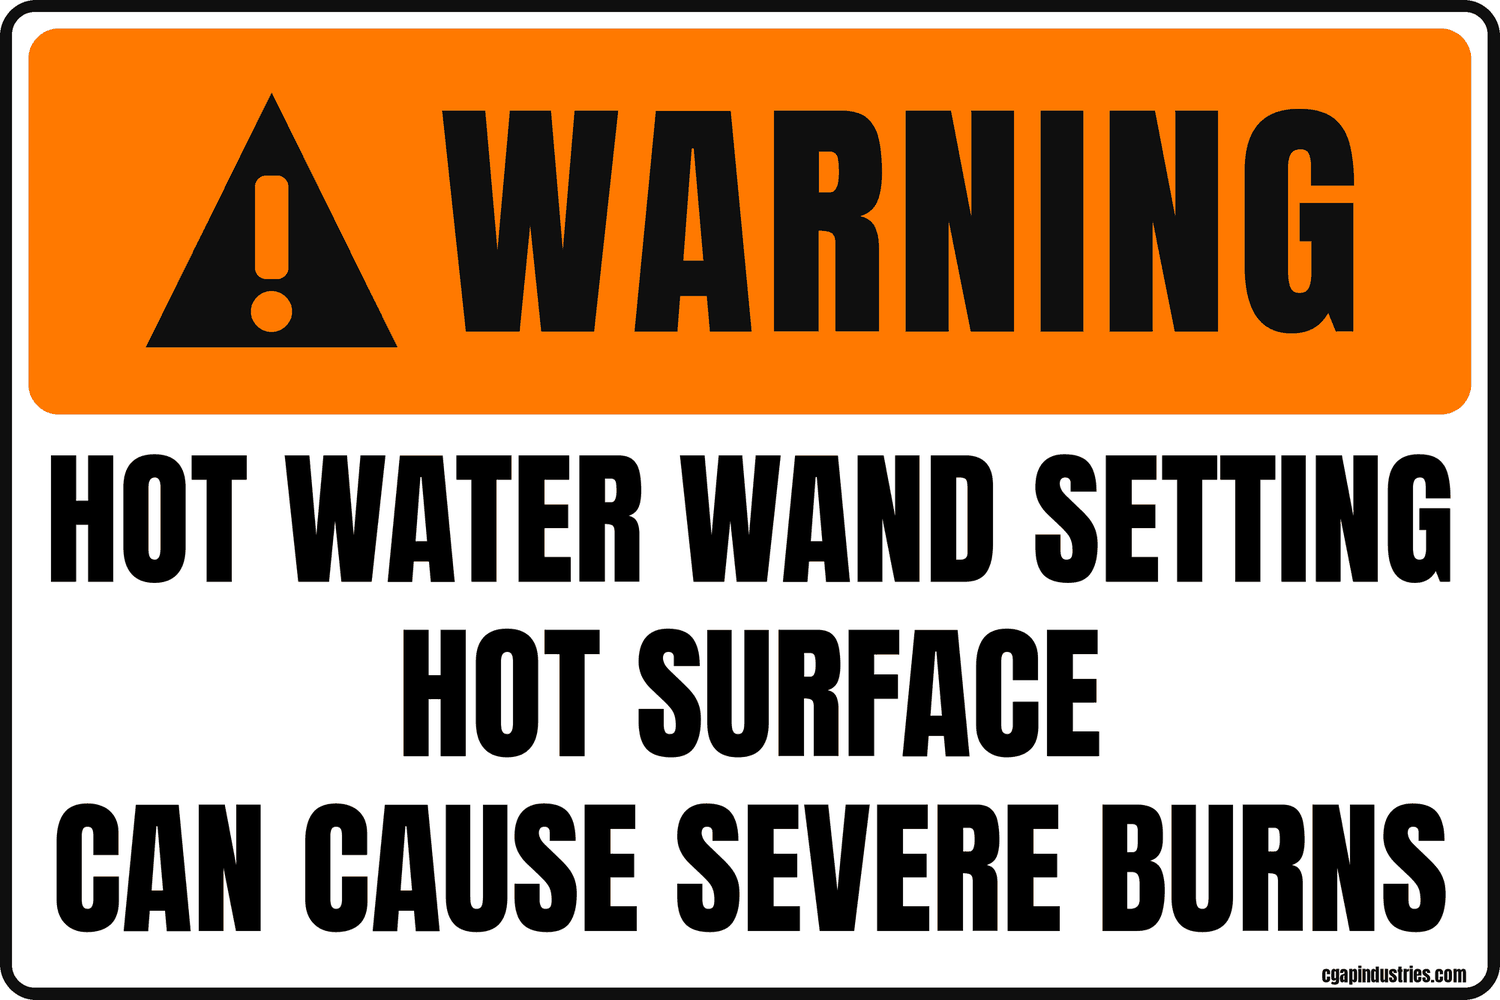 WARNING
HOT WATER WAND SETTING
HOT SURFACE
CAN CAUSE SEVERE BURNS
cgapindustries.com